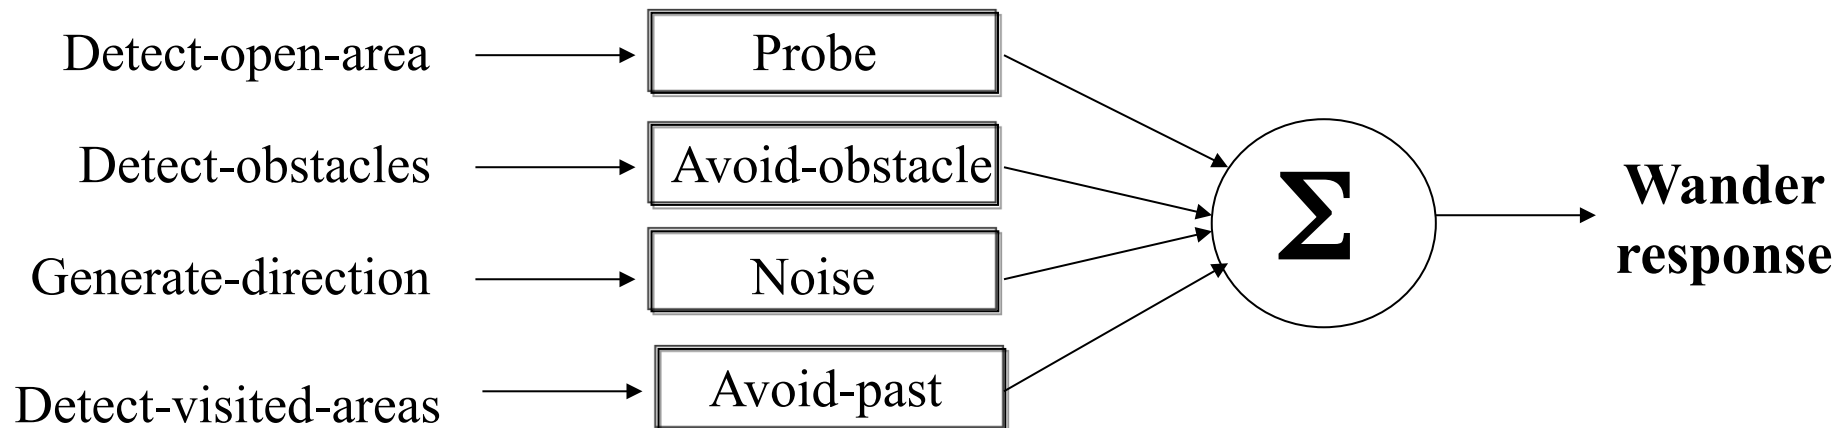 Detect-open-area
Probe
Detect-obstacles
Avoid-obstacle
Generate-direction
Noise
Detect-visited-areas
Avoid-past
Σ
Wander
response